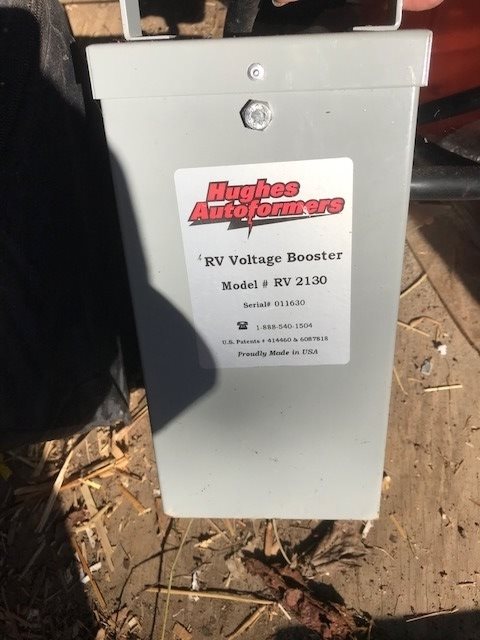 Hughes
Autoformers
RV Voltage Booster
Model # RV 2130
Serial# 011630
☎ 1-888-540-1504
U.S. Patents # 414460 & 6087818
Proudly Made in USA